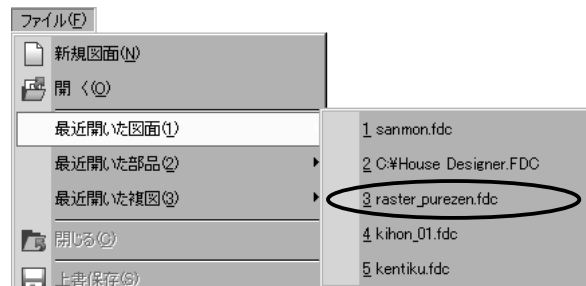 ファイル(F)
新規図面(N)
開く(O)
最近開いた図面(1)
最近開いた部品(2)
最近開いた複図(3)
閉じる(C)
上書保存(S)
1 sanmon.fdc
2 C:¥House Designer.FDC
3 raster_purezen.fdc
4 kihon_01.fdc
5 kentiku.fdc